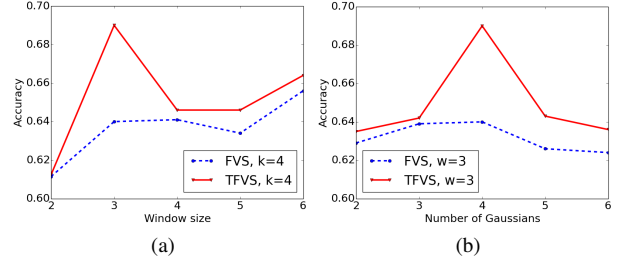 0.70
0.68
0.66
0.64
0.62
0.60
Accuracy
FVS, k=4
TFVS, k=4
2 3 4 5 6
Window size
(a)
0.70
0.68
0.66
0.64
0.62
0.60
Accuracy
FVS, w=3
TFVS, w=3
2 3 4 5 6
Number of Gaussians
(b)